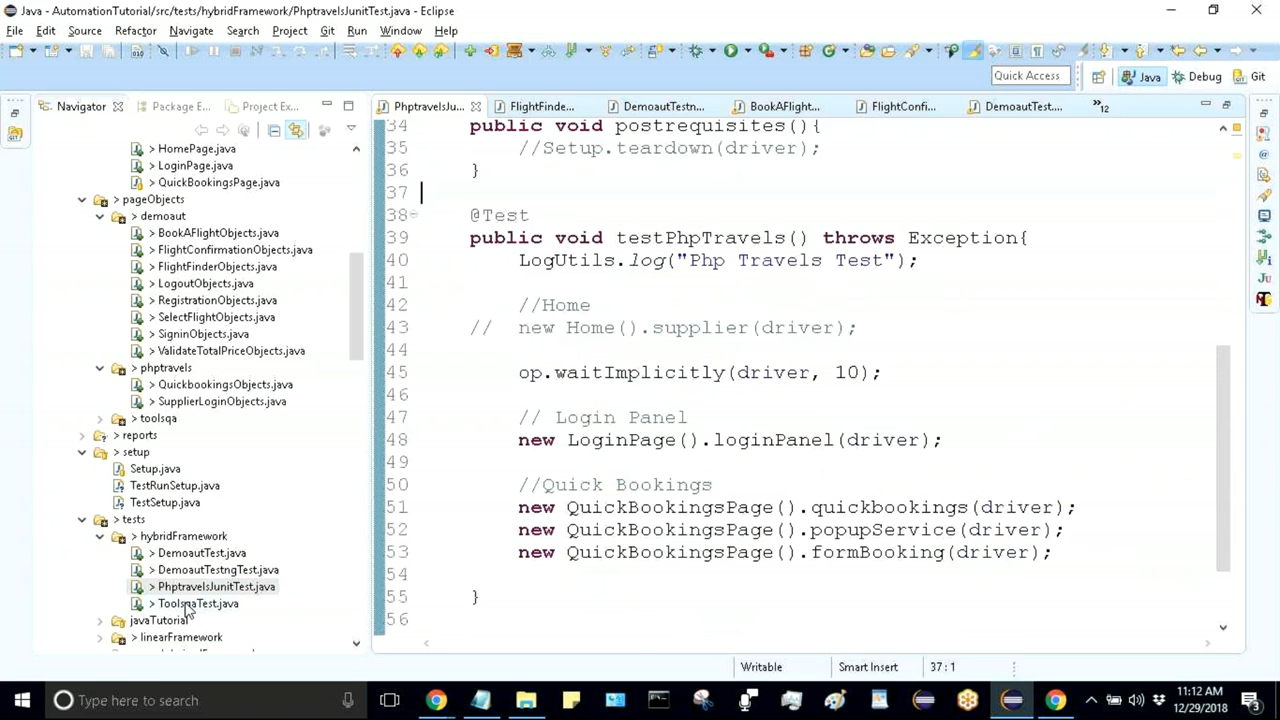 Java - AutomationTutorial/src/tests/hybridFramework/PhptravelsJunitTest.java - Eclipse
File Edit Source Refactor Navigate Search Project Git Run Window Help
Quick Access Java Debug Git
Navigator Package E... Project Ex...
PhptravelsJu... FlightFinde... DemoautTestn... BookAFlight... FlightConfi... DemoautTest.... »12
> HomePage.java
> LoginPage.java
> QuickBookingsPage.java
> pageObjects
> demoaut
> BookAFlightObjects.java
> FlightConfirmationObjects.java
> FlightFinderObjects.java
> LogoutObjects.java
> RegistrationObjects.java
> SelectFlightObjects.java
> SigninObjects.java
> ValidateTotalPriceObjects.java
> phptravels
> QuickbookingsObjects.java
> SupplierLoginObjects.java
> toolsqa
> reports
> setup
Setup.java
TestRunSetup.java
TestSetup.java
> tests
> hybridFramework
> DemoautTest.java
> DemoautTestngTest.java
> PhptravelsJunitTest.java
> ToolsqaTest.java
javaTutorial
> linearFramework
34 public void postrequisites(){
35 //Setup.teardown(driver);
36 }
37
38 @Test
39 public void testPhpTravels() throws Exception{
40 LogUtils.log("Php Travels Test");
41
42 //Home
43 // new Home().supplier(driver);
44
45 op.waitImplicitly(driver, 10);
46
47 // Login Panel
48 new LoginPage().loginPanel(driver);
49
50 //Quick Bookings
51 new QuickBookingsPage().quickbookings(driver);
52 new QuickBookingsPage().popupService(driver);
53 new QuickBookingsPage().formBooking(driver);
54
55 }
56
Writable Smart Insert 37 : 1
Type here to search
11:12 AM
12/29/2018
3